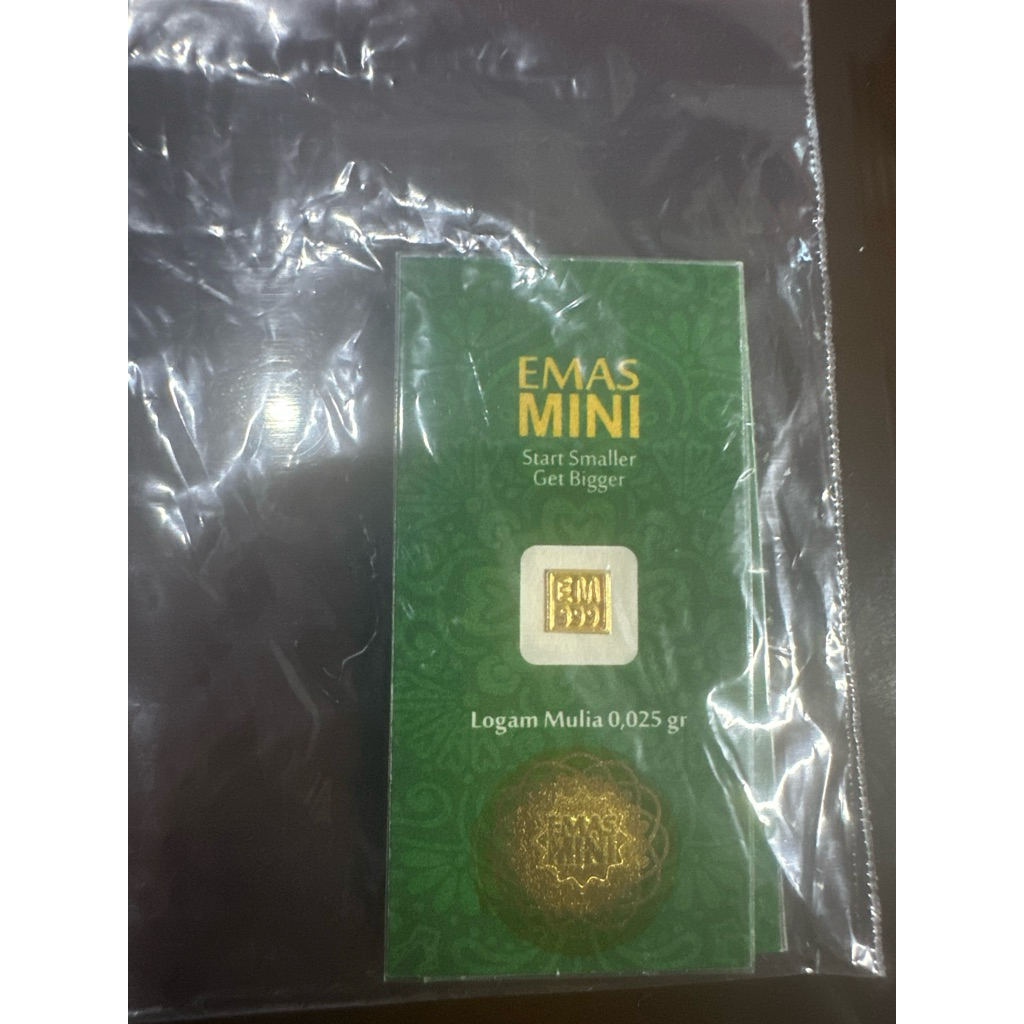 EMAS
MINI
Start Smaller
Get Bigger
EM
999
Logam Mulia 0,025 gr
EMAS
MINI